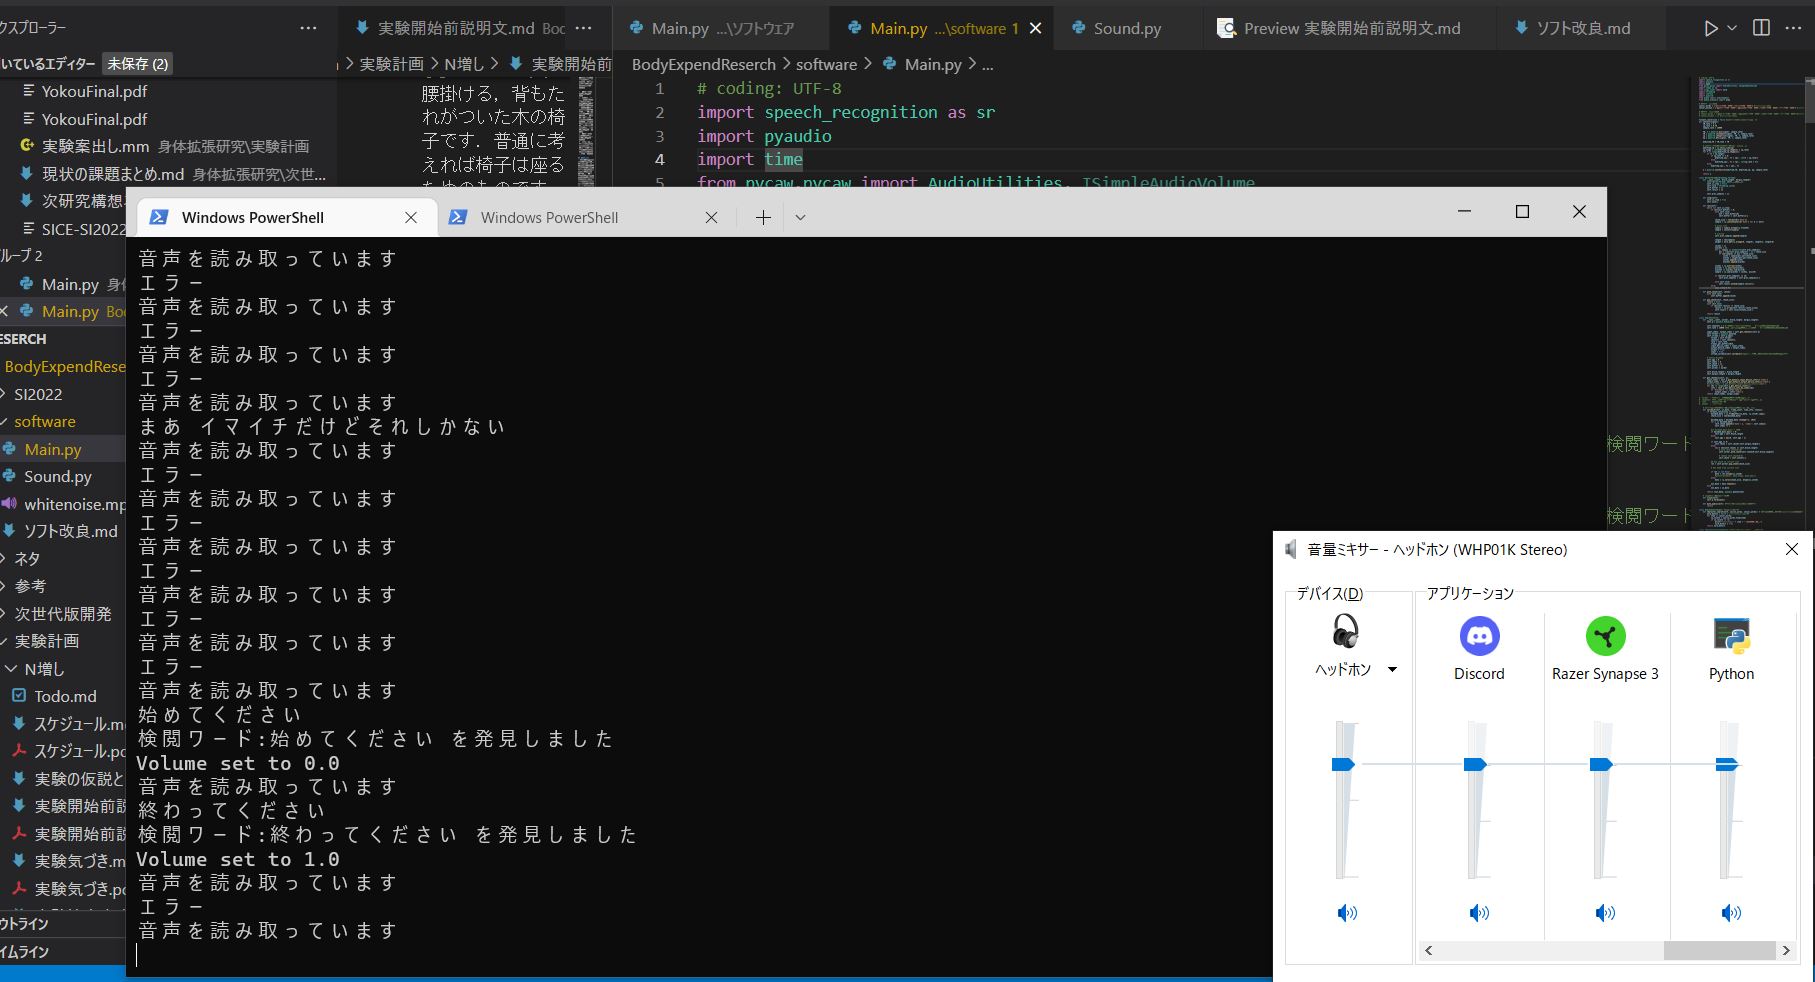 クスプローラー
いているエディター 未保存 (2)
YokouFinal.pdf
YokouFinal.pdf
実験案出し.mm 身体拡張研究\実験計画
現状の課題まとめ.md 身体拡張研究\次世...
次研究構想
SICE-SI2022
ループ 2
Main.py
Main.py
ESERCH
BodyExpendRese
SI2022
software
Main.py
Sound.py
whitenoise.mp
ソフト改良.md
ネタ
参考
次世代版開発
実験計画
N増し
Todo.md
スケジュール.m
スケジュール.pd
実験の仮説と
実験開始前説
実験開始前説
実験気づき.m
実験気づき.pd
ウトライン
イムライン
実験開始前説明文.md
実験計画 > N増し > 実験開始前
腰掛ける，背もた
れがついた木の椅
子です．普通に考
えれば椅子は座る
Main.py ...\ソフトウェア
Main.py ...\software 1
Sound.py
Preview 実験開始前説明文.md
ソフト改良.md
BodyExpendReserch > software > Main.py > ...
1 # coding: UTF-8
2 import speech_recognition as sr
3 import pyaudio
4 import time
5 from pycaw.pycaw import AudioUtilities, ISimpleAudioVolume
検閲ワード
検閲ワード
Windows PowerShell
Windows PowerShell
音声を読み取っています
エラー
音声を読み取っています
エラー
音声を読み取っています
エラー
音声を読み取っています
まあ イマイチだけどそれしかない
音声を読み取っています
エラー
音声を読み取っています
エラー
音声を読み取っています
エラー
音声を読み取っています
エラー
音声を読み取っています
エラー
音声を読み取っています
始めてください
検閲ワード:始めてください を発見しました
Volume set to 0.0
音声を読み取っています
終わってください
検閲ワード:終わってください を発見しました
Volume set to 1.0
音声を読み取っています
エラー
音声を読み取っています
音量ミキサー - ヘッドホン (WHP01K Stereo)
デバイス(D)
アプリケーション
ヘッドホン
Discord
Razer Synapse 3
Python